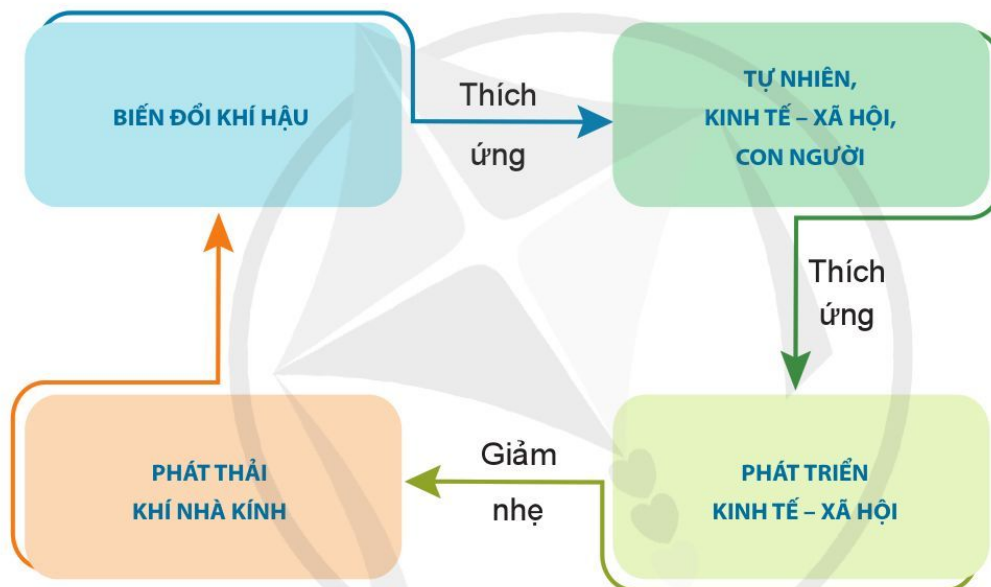 BIẾN ĐỔI KHÍ HẬU
Thích
ứng
TỰ NHIÊN,
KINH TẾ – XÃ HỘI,
CON NGƯỜI
Thích
ứng
PHÁT THẢI
KHÍ NHÀ KÍNH
Giảm
nhẹ
PHÁT TRIỂN
KINH TẾ – XÃ HỘI